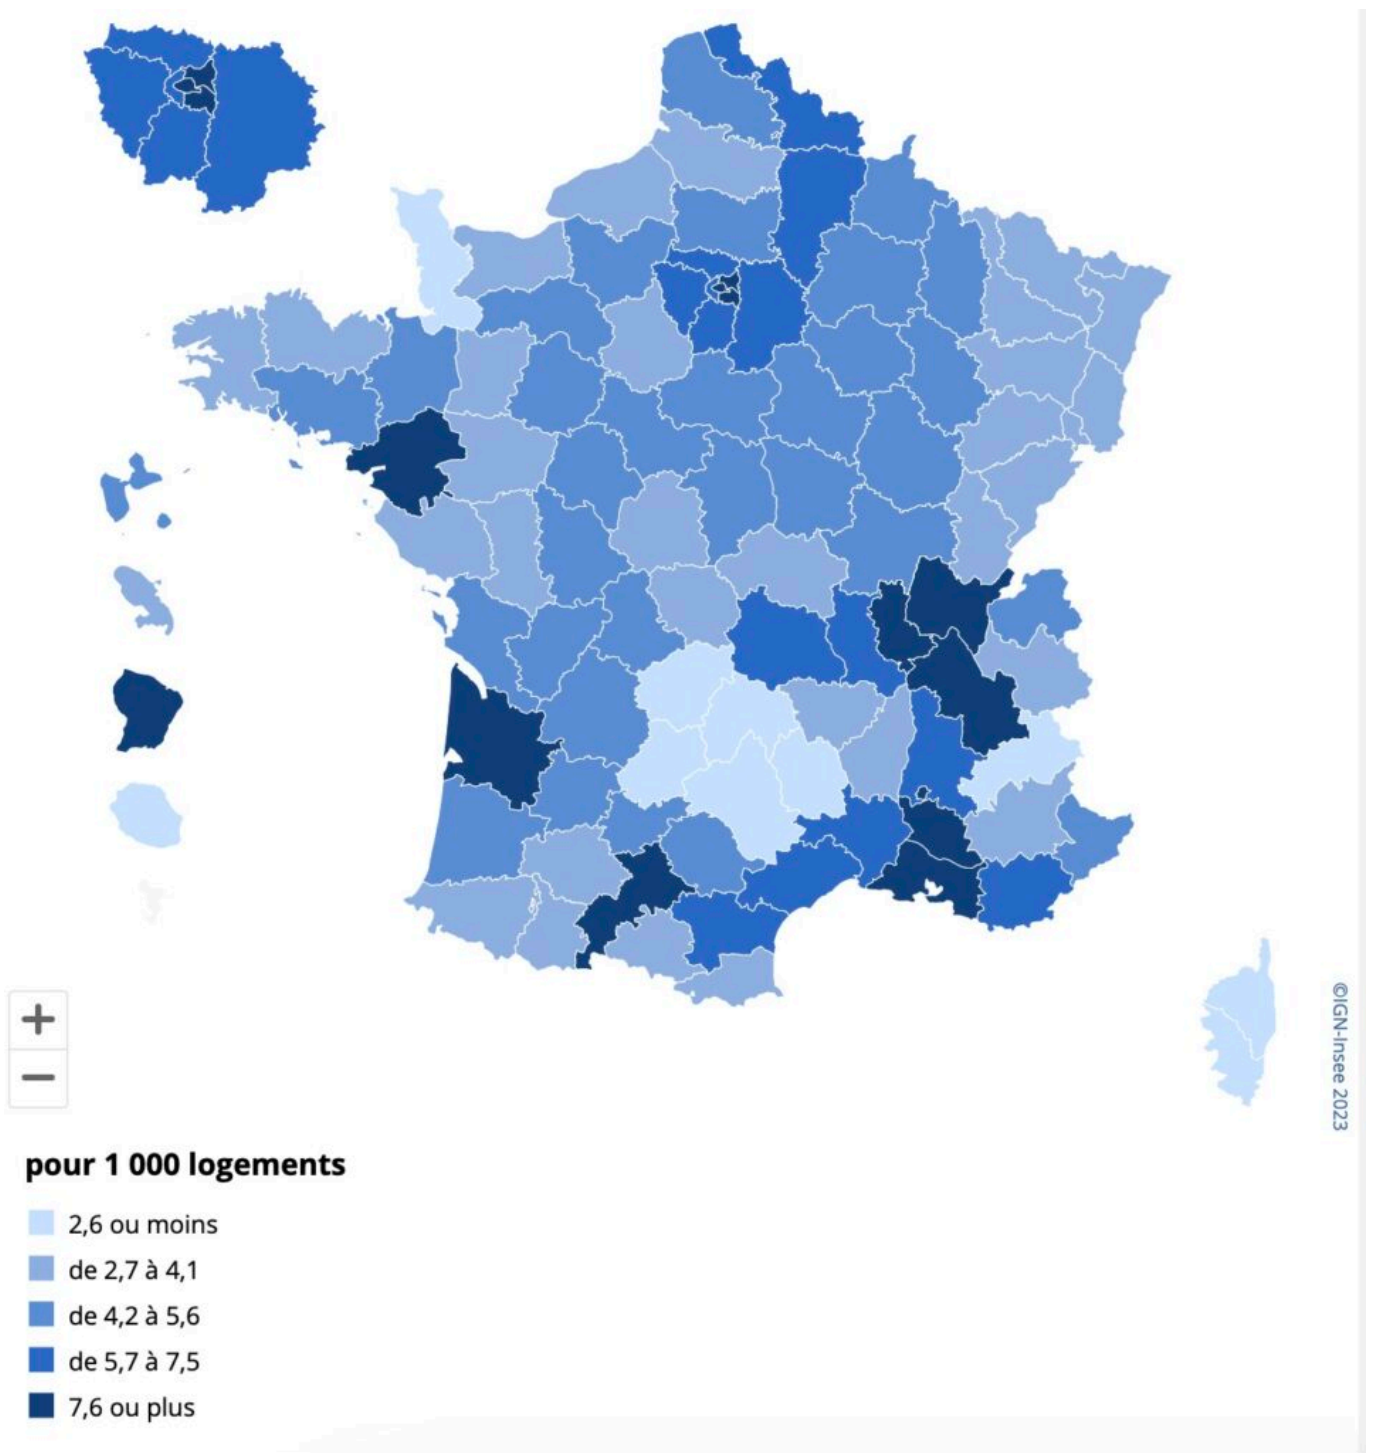 +
−
©IGN-Insee 2023
pour 1 000 logements
2,6 ou moins
de 2,7 à 4,1
de 4,2 à 5,6
de 5,7 à 7,5
7,6 ou plus